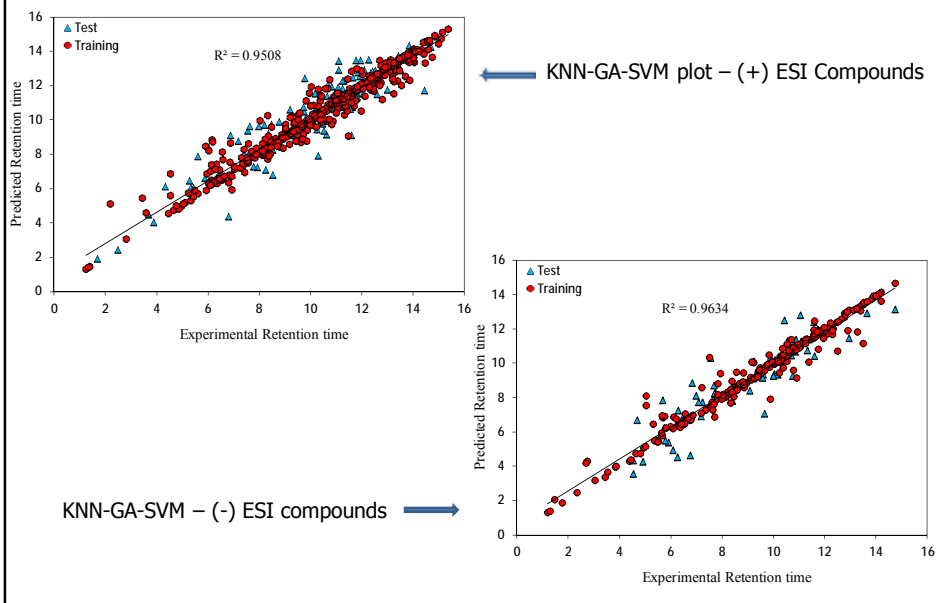 16
14
12
10
8
6
4
2
0
Predicted Retention time
Test
Training
R² = 0.9508
0 2 4 6 8 10 12 14 16
Experimental Retention time
KNN-GA-SVM plot – (+) ESI Compounds
16
14
12
10
8
6
4
2
0
Predicted Retention time
Test
Training
R² = 0.9634
0 2 4 6 8 10 12 14 16
Experimental Retention time
KNN-GA-SVM – (-) ESI compounds